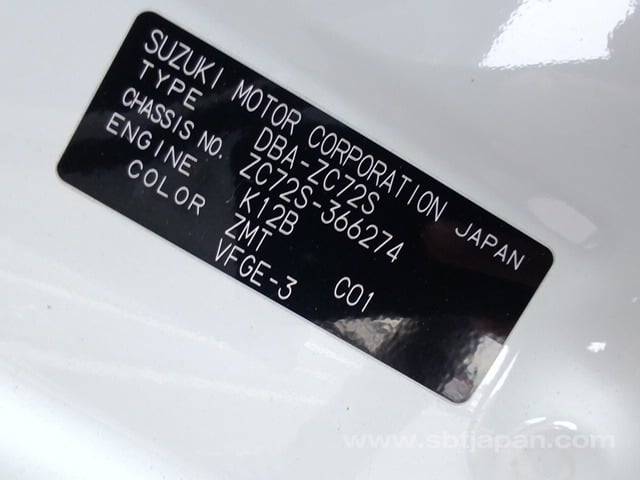 SUZUKI MOTOR CORPORATION JAPAN
TYPE DBA-ZC72S
CHASSIS NO. ZC72S-366274
ENGINE K12B
COLOR ZMT
VFGE-3 C01
www.sbfjapan.com